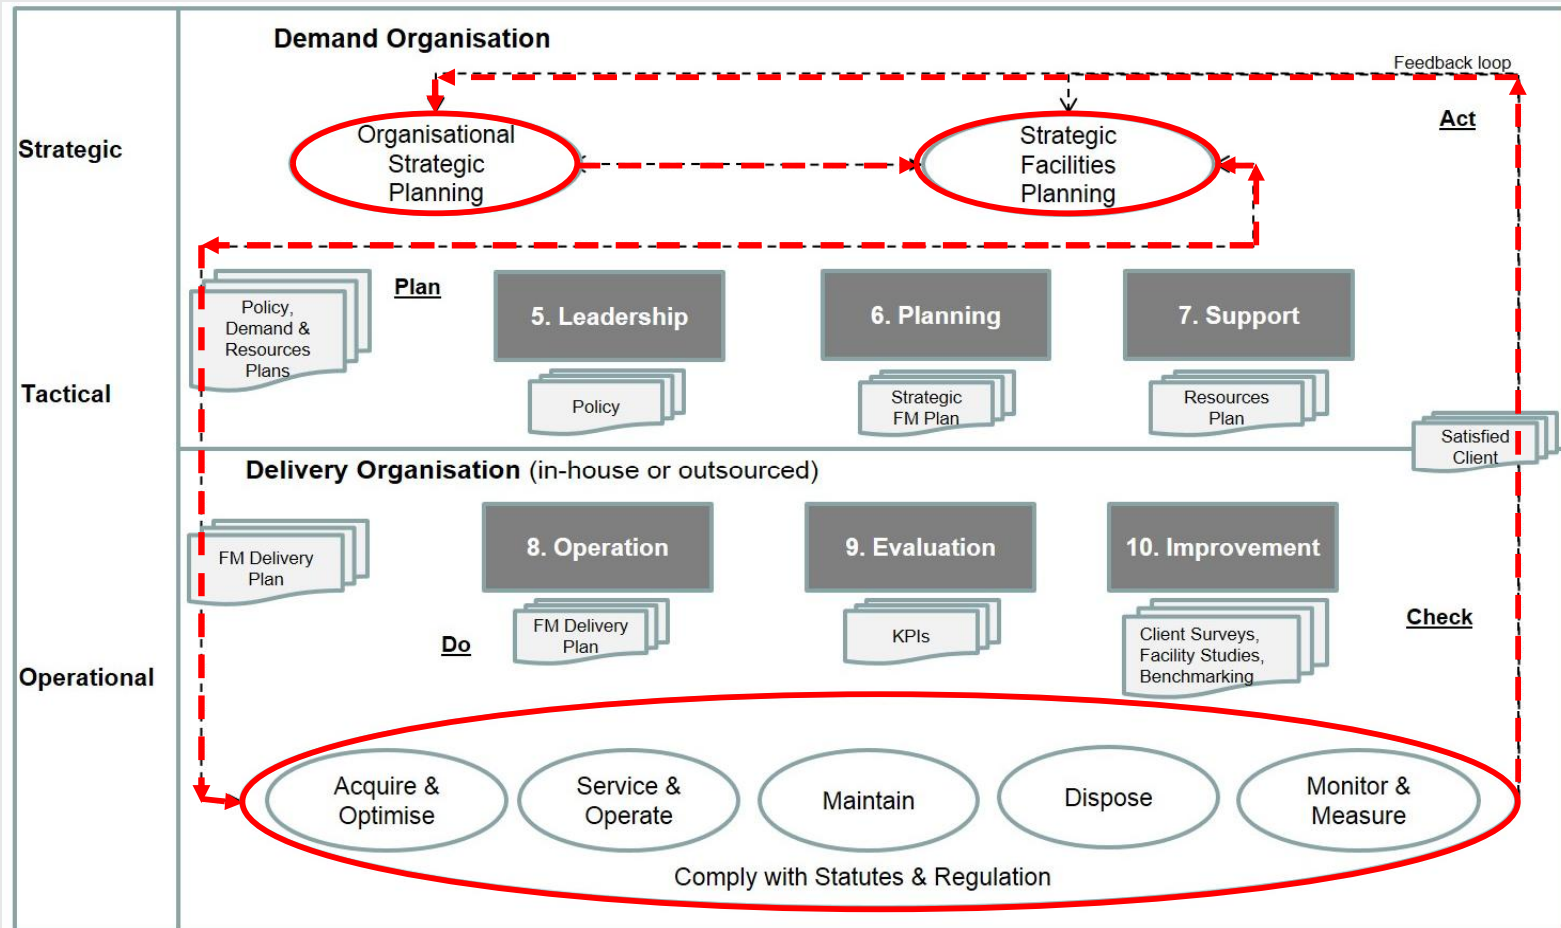 Demand Organisation
Feedback loop
Act
Strategic
Organisational
Strategic
Planning
Strategic
Facilities
Planning
Plan
Policy,
Demand &
Resources
Plans
5. Leadership
6. Planning
7. Support
Tactical
Policy
Strategic
FM Plan
Resources
Plan
Satisfied
Client
Delivery Organisation (in-house or outsourced)
FM Delivery
Plan
8. Operation
9. Evaluation
10. Improvement
Do
FM Delivery
Plan
KPIs
Client Surveys,
Facility Studies,
Benchmarking
Check
Operational
Acquire &
Optimise
Service &
Operate
Maintain
Dispose
Monitor &
Measure
Comply with Statutes & Regulation